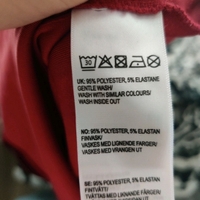 30
UK: 95% POLYESTER, 5% ELASTANE
GENTLE WASH/
WASH WITH SIMILAR COLOURS/
WASH INSIDE OUT
NO: 95% POLYESTER, 5% ELASTAN
FINVASK/
VASKES MED LIGNENDE FARGER/
VASKES MED VRANGEN UT
SE: 95% POLYESTER, 5% ELASTAN
FINTVÄTT/
TVÄTTAS MED LIKNANDE FÄRGER/